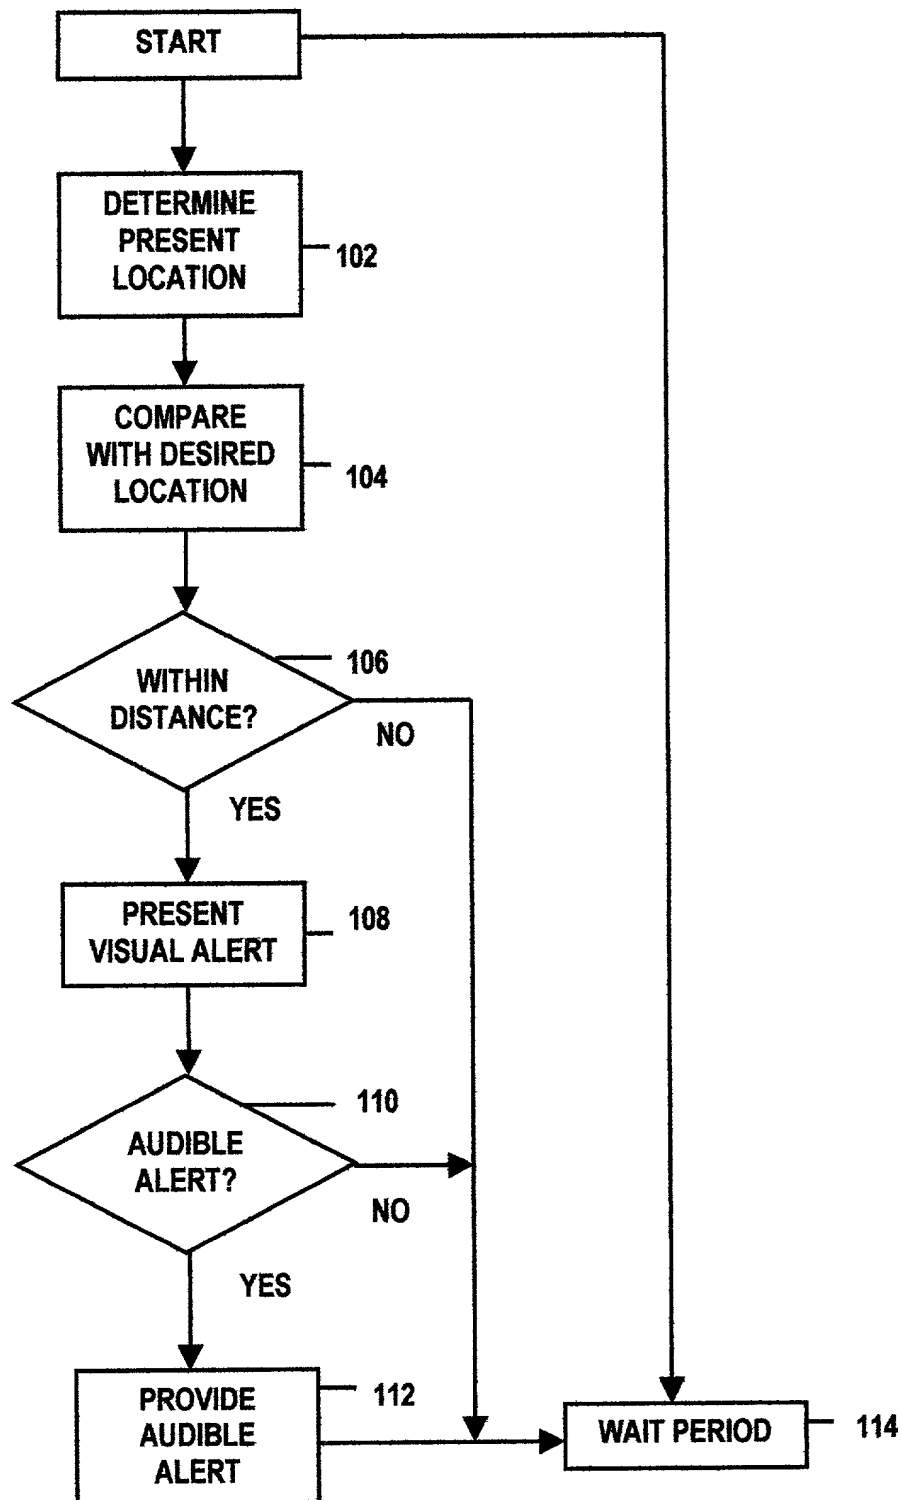 START
DETERMINE
PRESENT
LOCATION
102
COMPARE
WITH DESIRED
LOCATION
104
WITHIN
DISTANCE?
106
NO
YES
PRESENT
VISUAL ALERT
108
AUDIBLE
ALERT?
110
NO
YES
PROVIDE
AUDIBLE
ALERT
112
WAIT PERIOD
114